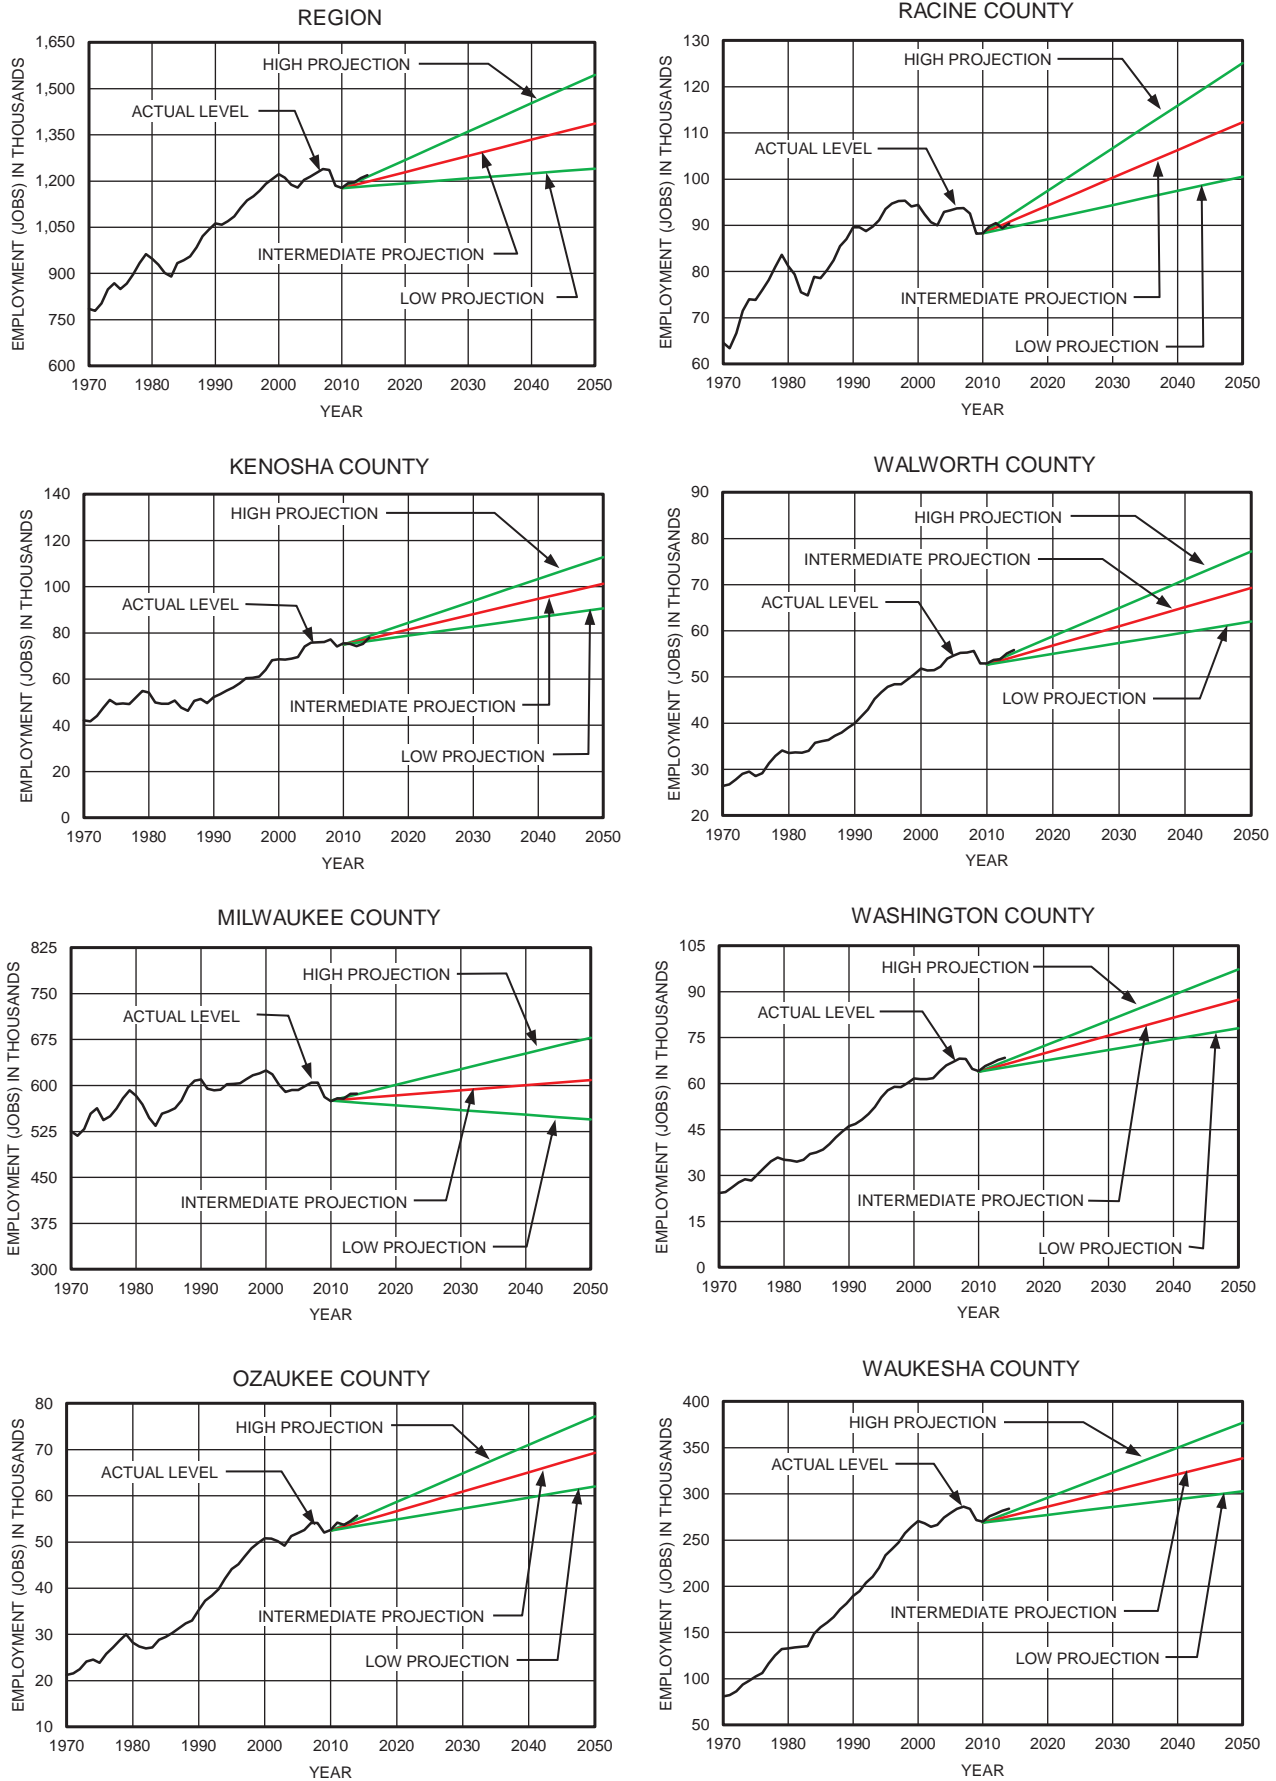 REGION
EMPLOYMENT (JOBS) IN THOUSANDS
1,650
1,500
1,350
1,200
1,050
900
750
600
HIGH PROJECTION
ACTUAL LEVEL
INTERMEDIATE PROJECTION
LOW PROJECTION
1970 1980 1990 2000 2010 2020 2030 2040 2050
YEAR
RACINE COUNTY
EMPLOYMENT (JOBS) IN THOUSANDS
130
120
110
100
90
80
70
60
HIGH PROJECTION
ACTUAL LEVEL
INTERMEDIATE PROJECTION
LOW PROJECTION
1970 1980 1990 2000 2010 2020 2030 2040 2050
YEAR
KENOSHA COUNTY
EMPLOYMENT (JOBS) IN THOUSANDS
140
120
100
80
60
40
20
0
HIGH PROJECTION
ACTUAL LEVEL
INTERMEDIATE PROJECTION
LOW PROJECTION
1970 1980 1990 2000 2010 2020 2030 2040 2050
YEAR
WALWORTH COUNTY
EMPLOYMENT (JOBS) IN THOUSANDS
90
80
70
60
50
40
30
20
HIGH PROJECTION
INTERMEDIATE PROJECTION
ACTUAL LEVEL
LOW PROJECTION
1970 1980 1990 2000 2010 2020 2030 2040 2050
YEAR
MILWAUKEE COUNTY
EMPLOYMENT (JOBS) IN THOUSANDS
825
750
675
600
525
450
375
300
HIGH PROJECTION
ACTUAL LEVEL
INTERMEDIATE PROJECTION
LOW PROJECTION
1970 1980 1990 2000 2010 2020 2030 2040 2050
YEAR
WASHINGTON COUNTY
EMPLOYMENT (JOBS) IN THOUSANDS
105
90
75
60
45
30
15
0
HIGH PROJECTION
ACTUAL LEVEL
INTERMEDIATE PROJECTION
LOW PROJECTION
1970 1980 1990 2000 2010 2020 2030 2040 2050
YEAR
OZAUKEE COUNTY
EMPLOYMENT (JOBS) IN THOUSANDS
80
70
60
50
40
30
20
10
HIGH PROJECTION
ACTUAL LEVEL
INTERMEDIATE PROJECTION
LOW PROJECTION
1970 1980 1990 2000 2010 2020 2030 2040 2050
YEAR
WAUKESHA COUNTY
EMPLOYMENT (JOBS) IN THOUSANDS
400
350
300
250
200
150
100
50
HIGH PROJECTION
ACTUAL LEVEL
INTERMEDIATE PROJECTION
LOW PROJECTION
1970 1980 1990 2000 2010 2020 2030 2040 2050
YEAR